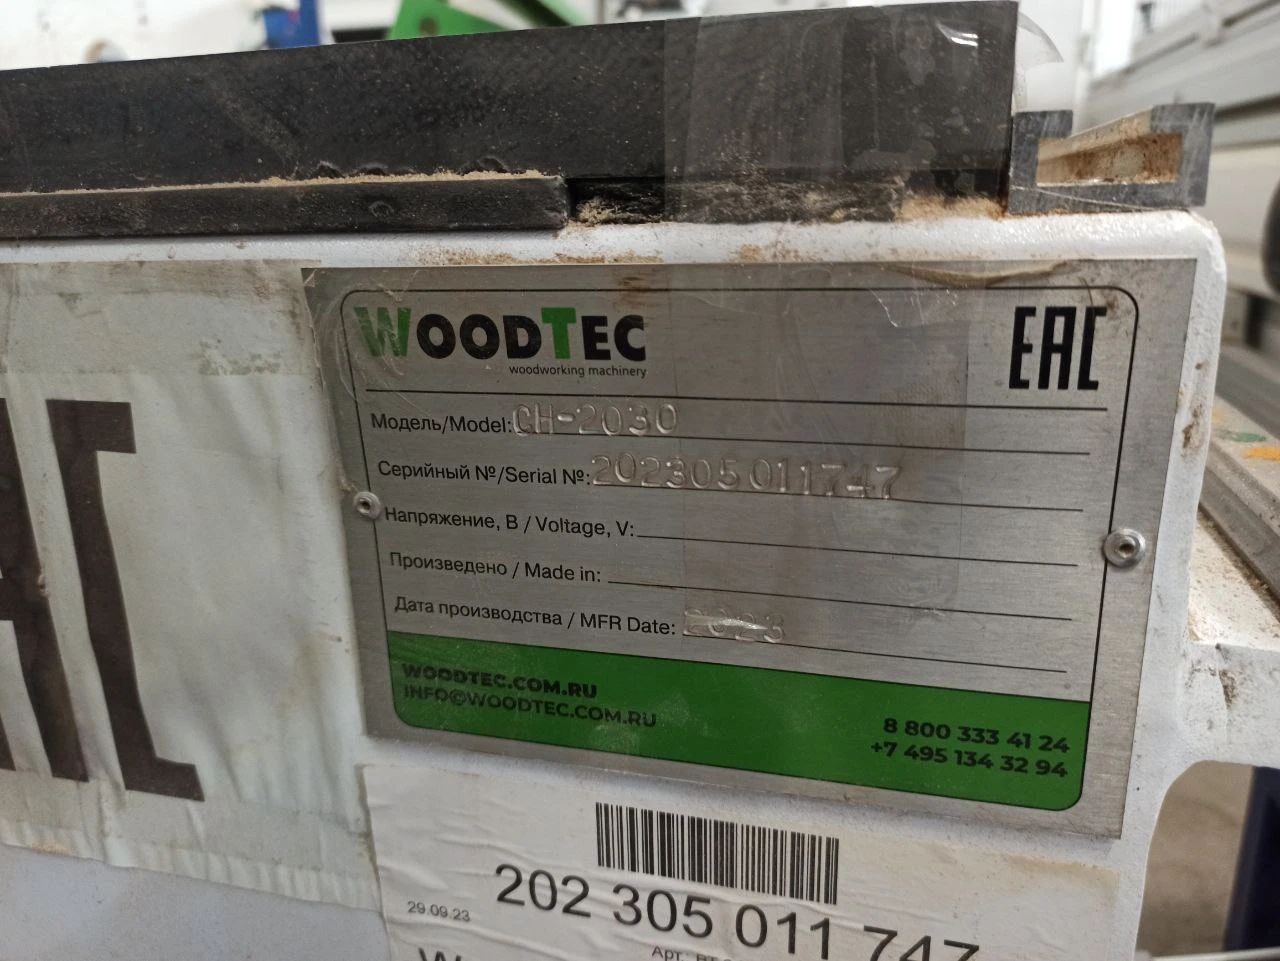 WOODTEC
woodworking machinery
EAC
Модель/Model: CH-2030
Серийный №/Serial №: 202305011747
Напряжение, В / Voltage, V:
Произведено / Made in:
Дата производства / MFR Date: 2023
WOODTEC.COM.RU
INFO@WOODTEC.COM.RU
8 800 333 41 24
+7 495 134 32 94
29.09.23
202 305 011 747
Арт.